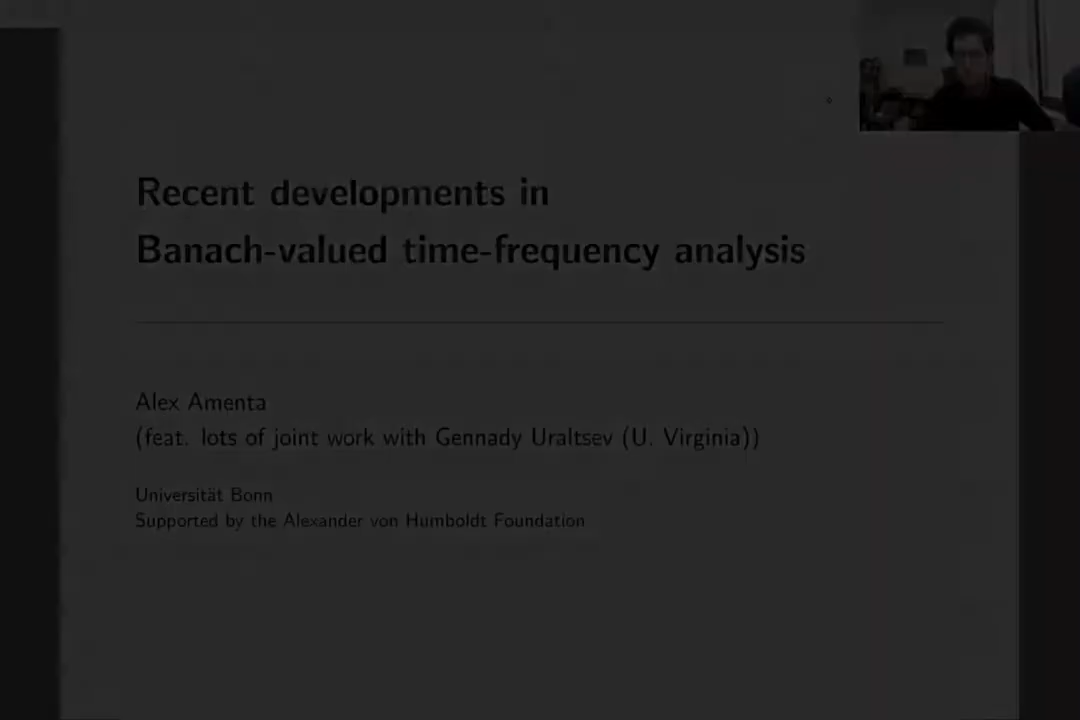 Recent developments in
Banach-valued time-frequency analysis
Alex Amenta
(feat. lots of joint work with Gennady Uraltsev (U. Virginia))
Universität Bonn
Supported by the Alexander von Humboldt Foundation